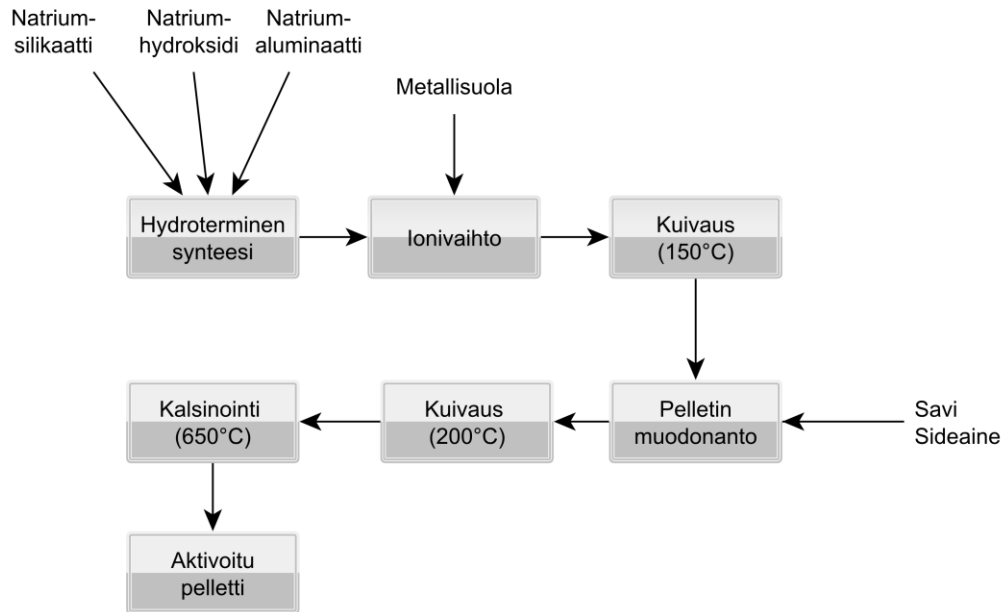 Natrium-
silikaatti
Natrium-
hydroksidi
Natrium-
aluminaatti
Metallisuola
Hydroterminen
synteesi
Ionivaihto
Kuivaus
(150°C)
Kalsinointi
(650°C)
Kuivaus
(200°C)
Pelletin
muodonanto
Savi
Sideaine
Aktivoitu
pelletti